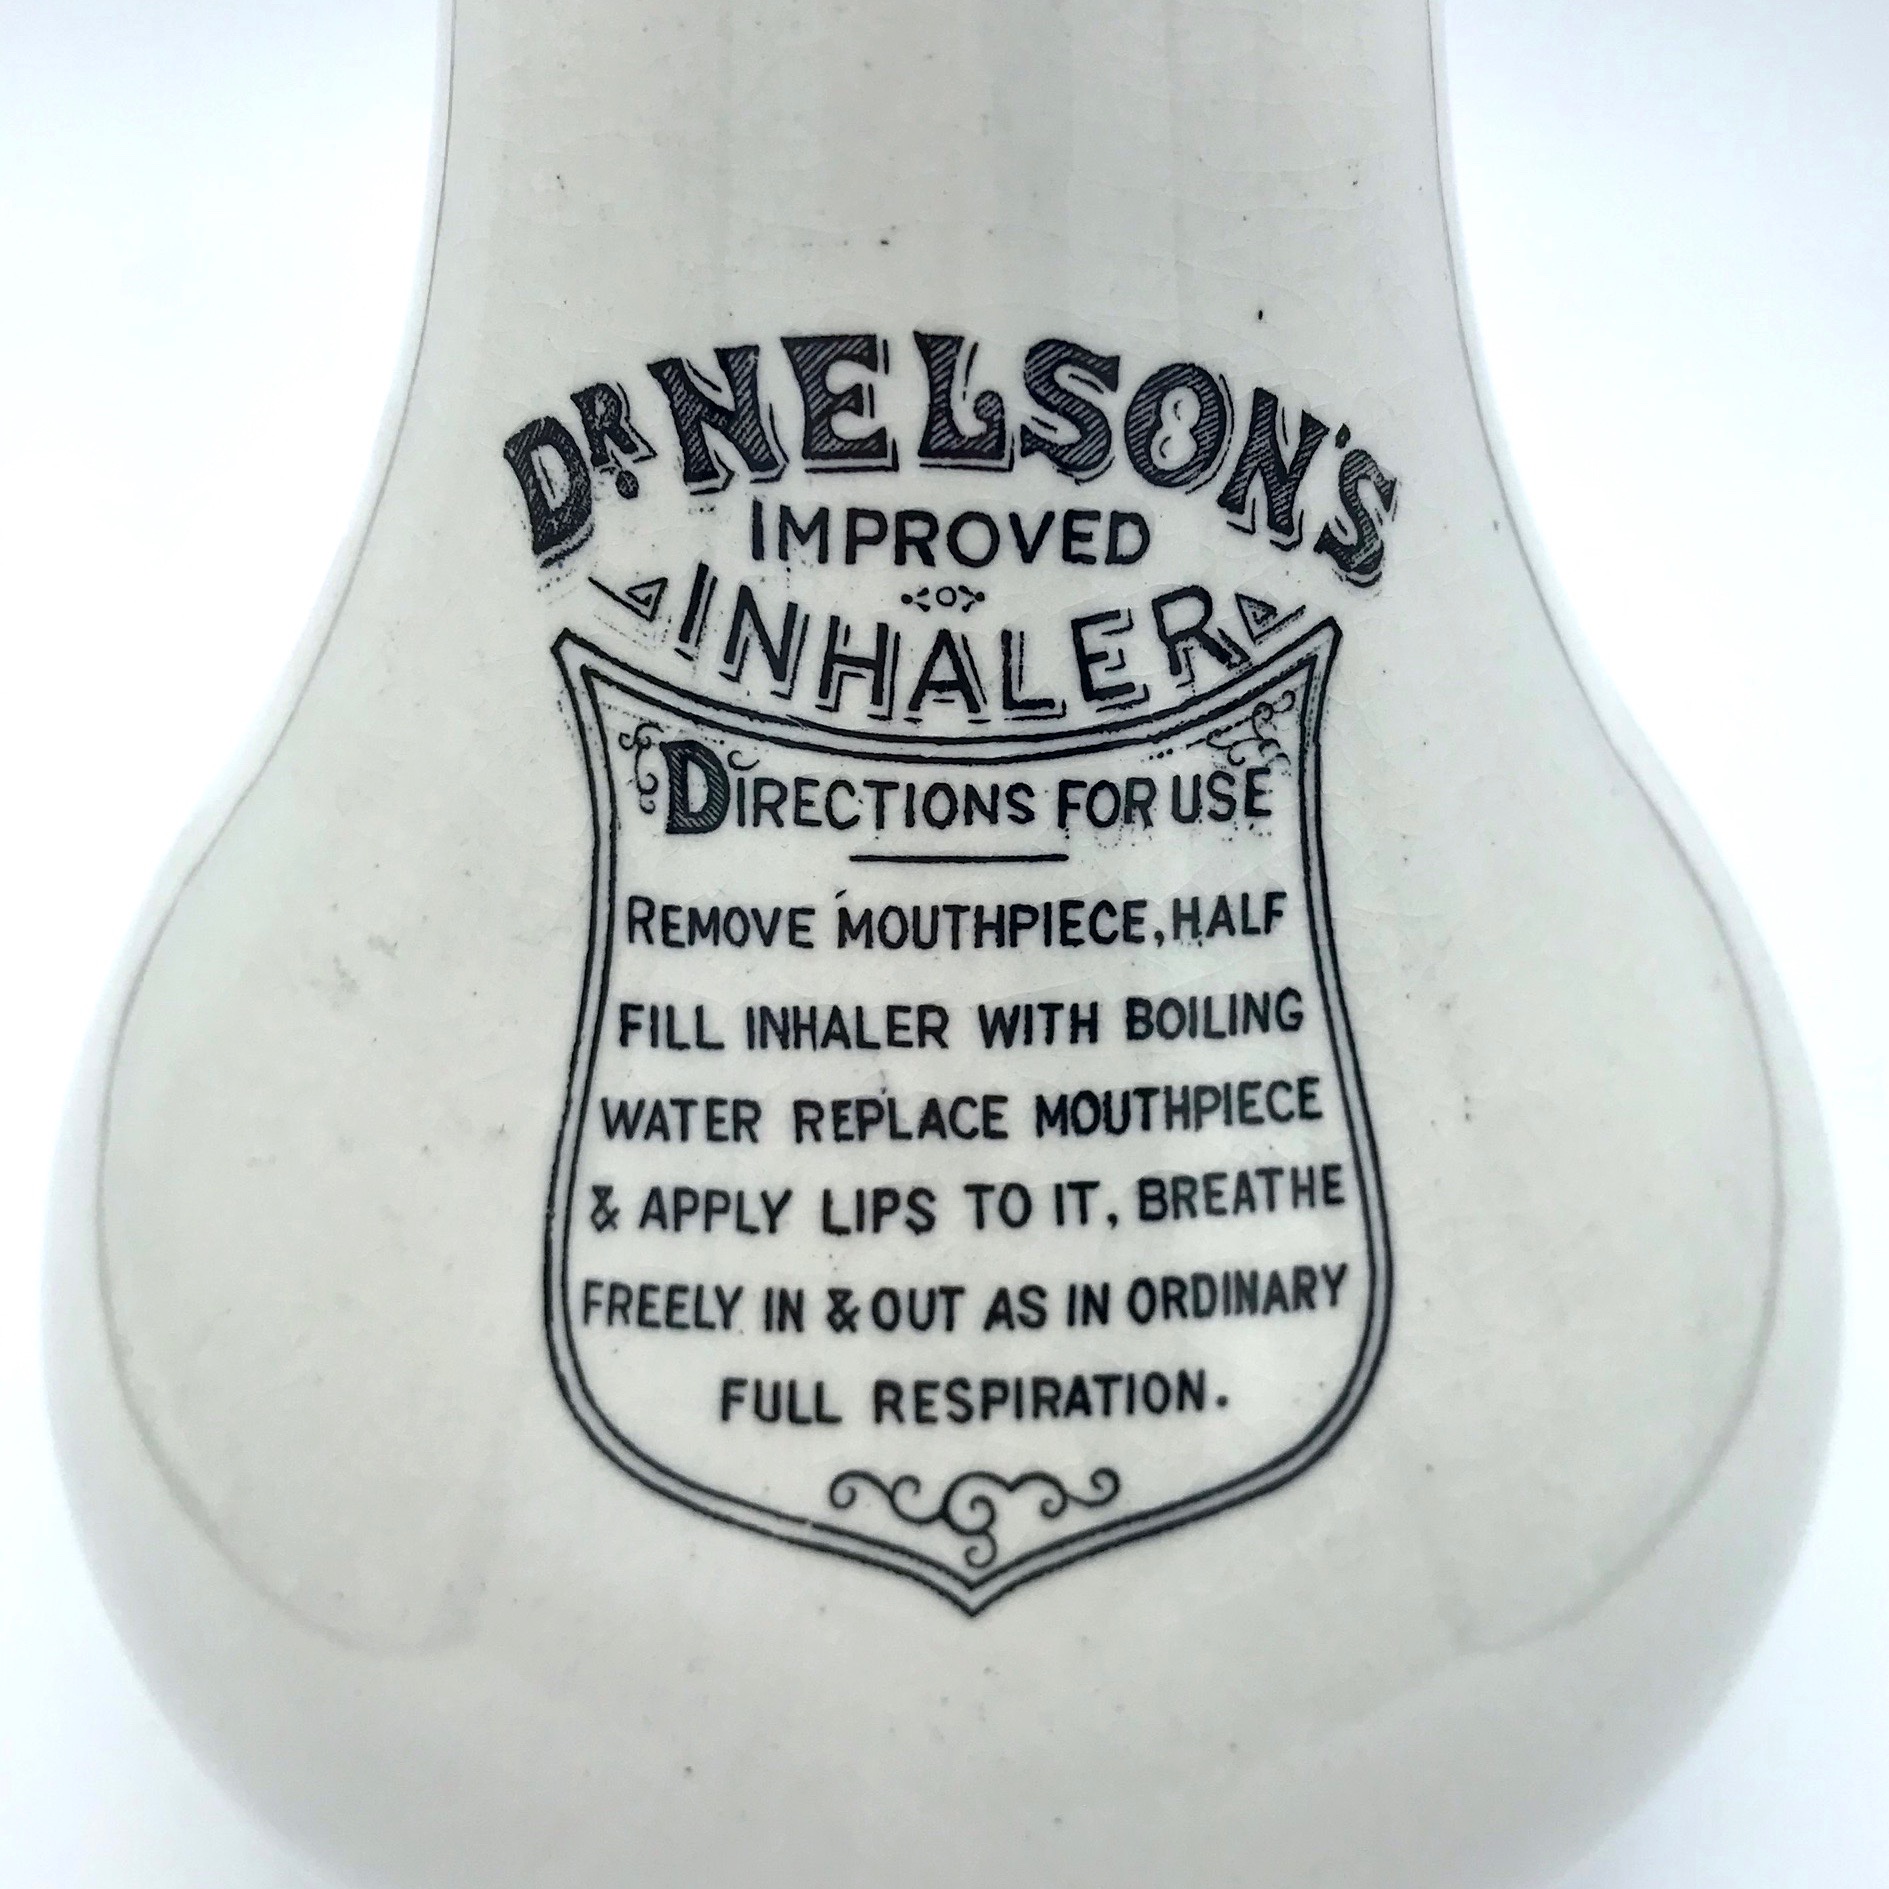 DR. NELSON'S
IMPROVED
INHALER
DIRECTIONS FOR USE
REMOVE MOUTHPIECE, HALF
FILL INHALER WITH BOILING
WATER REPLACE MOUTHPIECE
& APPLY LIPS TO IT, BREATHE
FREELY IN & OUT AS IN ORDINARY
FULL RESPIRATION.